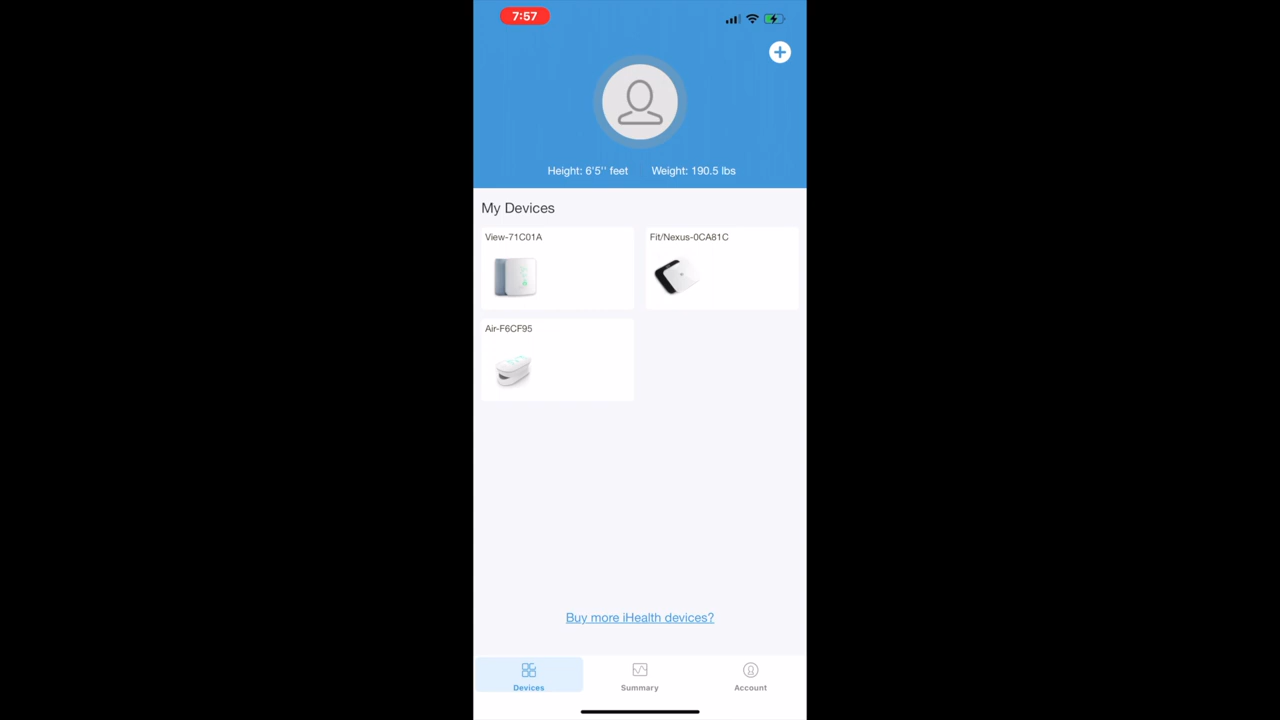 7:57
Height: 6'5'' feet Weight: 190.5 lbs
My Devices
View-71C01A
Fit/Nexus-0CA81C
Air-F6CF95
Buy more iHealth devices?
Devices
Summary
Account